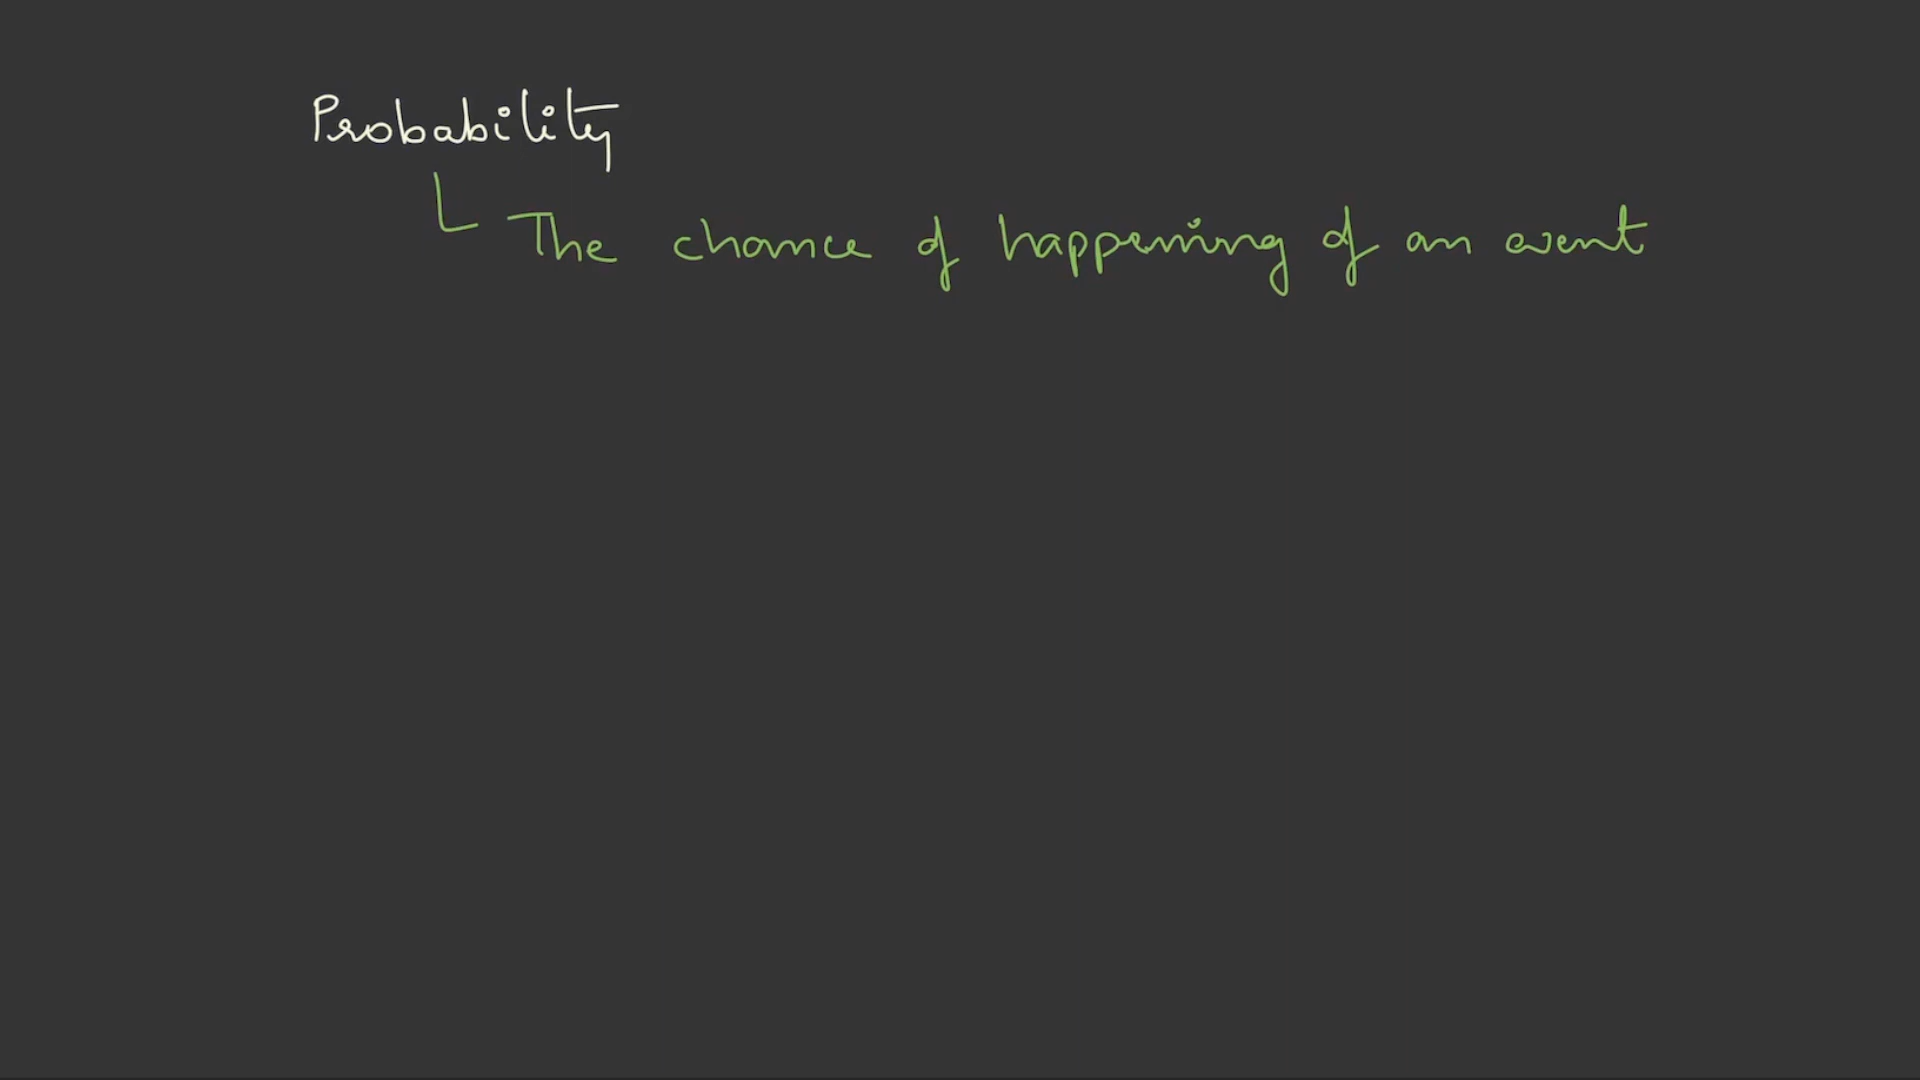 Probability
The chance of happening of an event